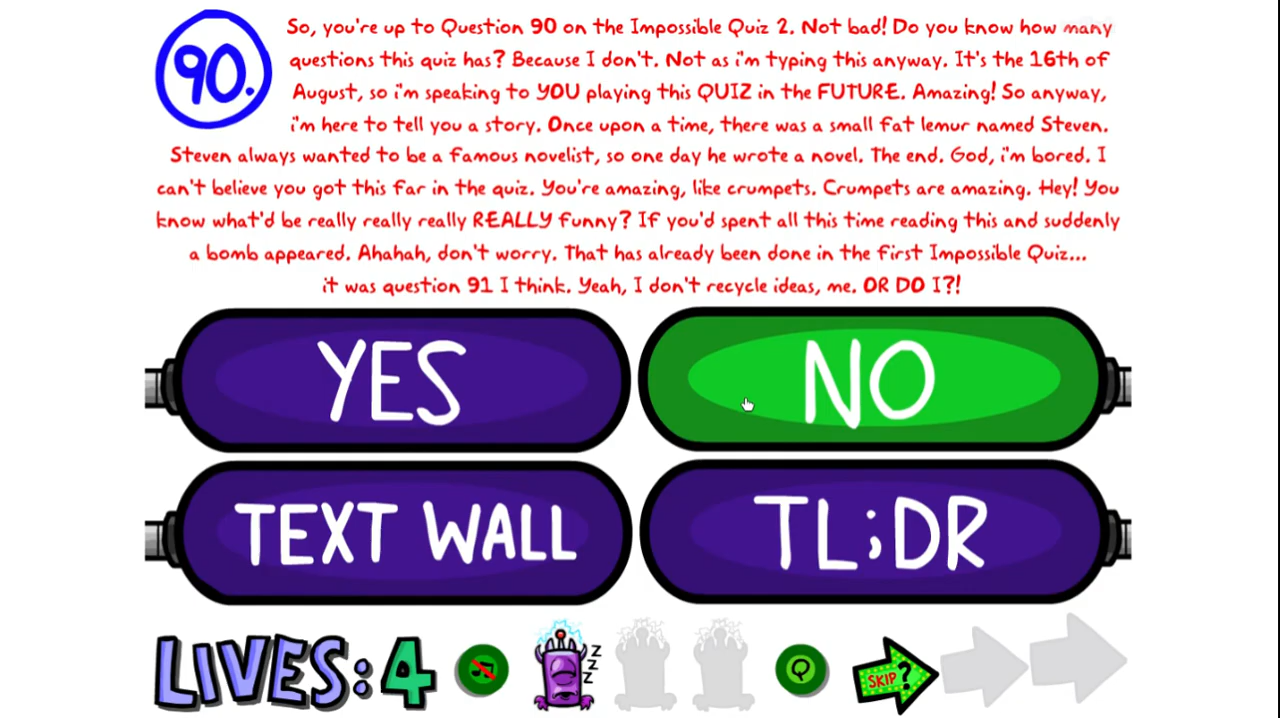 90.
So, you're up to Question 90 on the Impossible Quiz 2. Not bad! Do you know how many
questions this quiz has? Because I don't. Not as i'm typing this anyway. It's the 16th of
August, so i'm speaking to YOU playing this QUIZ in the FUTURE. Amazing! So anyway,
i'm here to tell you a story. Once upon a time, there was a small fat lemur named Steven.
Steven always wanted to be a famous novelist, so one day he wrote a novel. The end. God, i'm bored. I
can't believe you got this far in the quiz. You're amazing, like crumpets. Crumpets are amazing. Hey! You
know what'd be really really really REALLY funny? If you'd spent all this time reading this and suddenly
a bomb appeared. Ahahah, don't worry. That has already been done in the first Impossible Quiz...
it was question 91 I think. Yeah, I don't recycle ideas, me. OR DO I?!
YES
NO
TEXT WALL
TL;DR
LIVES: 4
Z
Z
Z
Q
SKIP?